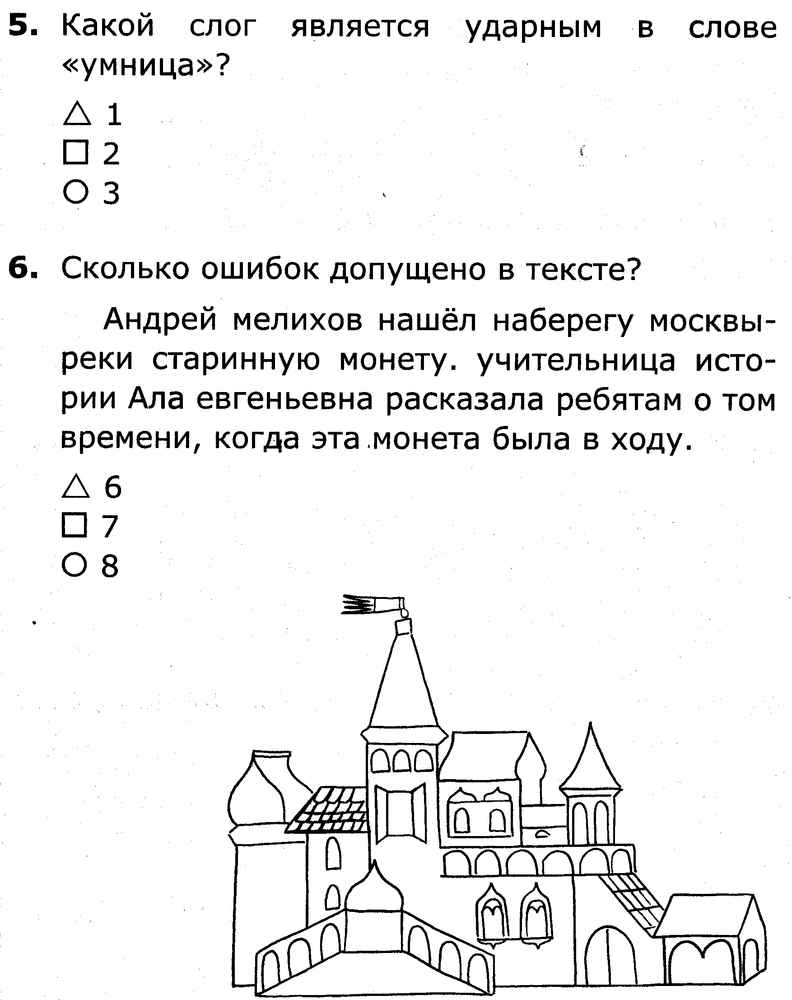 5. Какой слог является ударным в слове
«умница»?
△ 1
□ 2
○ 3
6. Сколько ошибок допущено в тексте?
Андрей мелихов нашёл наберегу москвы-
реки старинную монету. учительница исто-
рии Ала евгеньевна расказала ребятам о том
времени, когда эта монета была в ходу.
△ 6
□ 7
○ 8